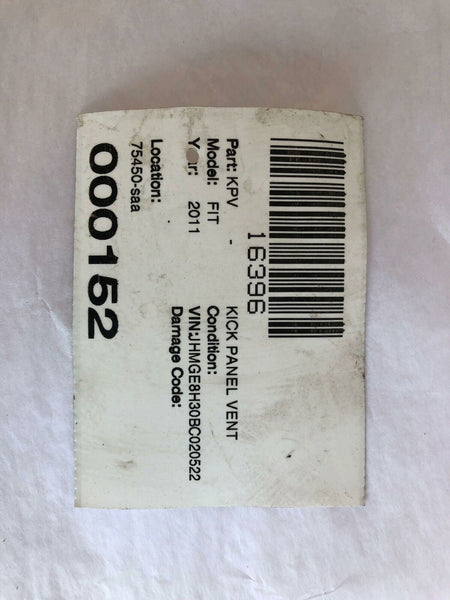 16396
Part: KPV - KICK PANEL VENT
Model: FIT Condition:
Year: 2011 VIN:JHMGE8H30BC020522
Damage Code:
Location:
75450-saa
000152